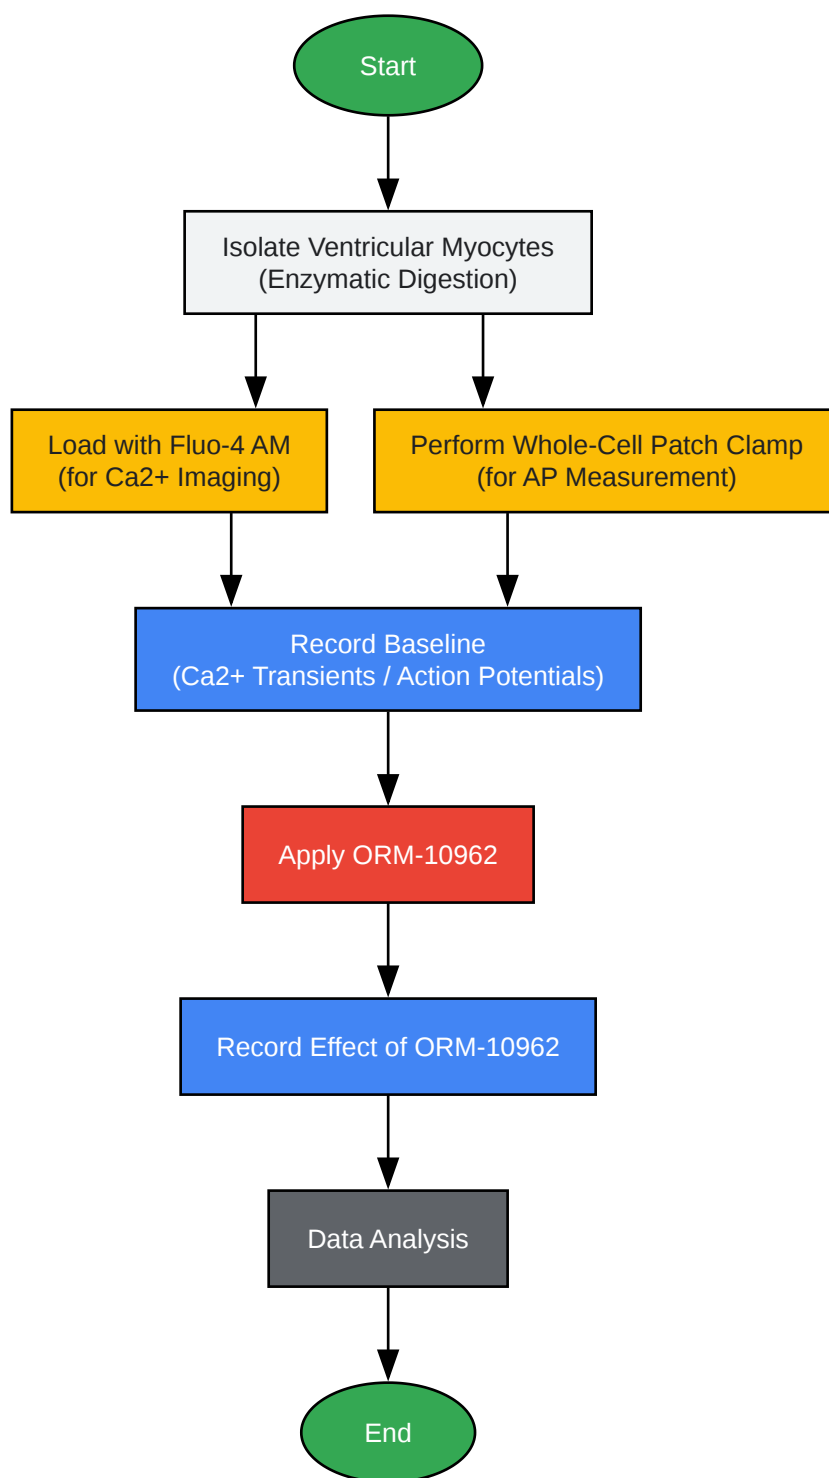 Start
Isolate Ventricular Myocytes
(Enzymatic Digestion)
Load with Fluo-4 AM
(for Ca2+ Imaging)
Perform Whole-Cell Patch Clamp
(for AP Measurement)
Record Baseline
(Ca2+ Transients / Action Potentials)
Apply ORM-10962
Record Effect of ORM-10962
Data Analysis
End